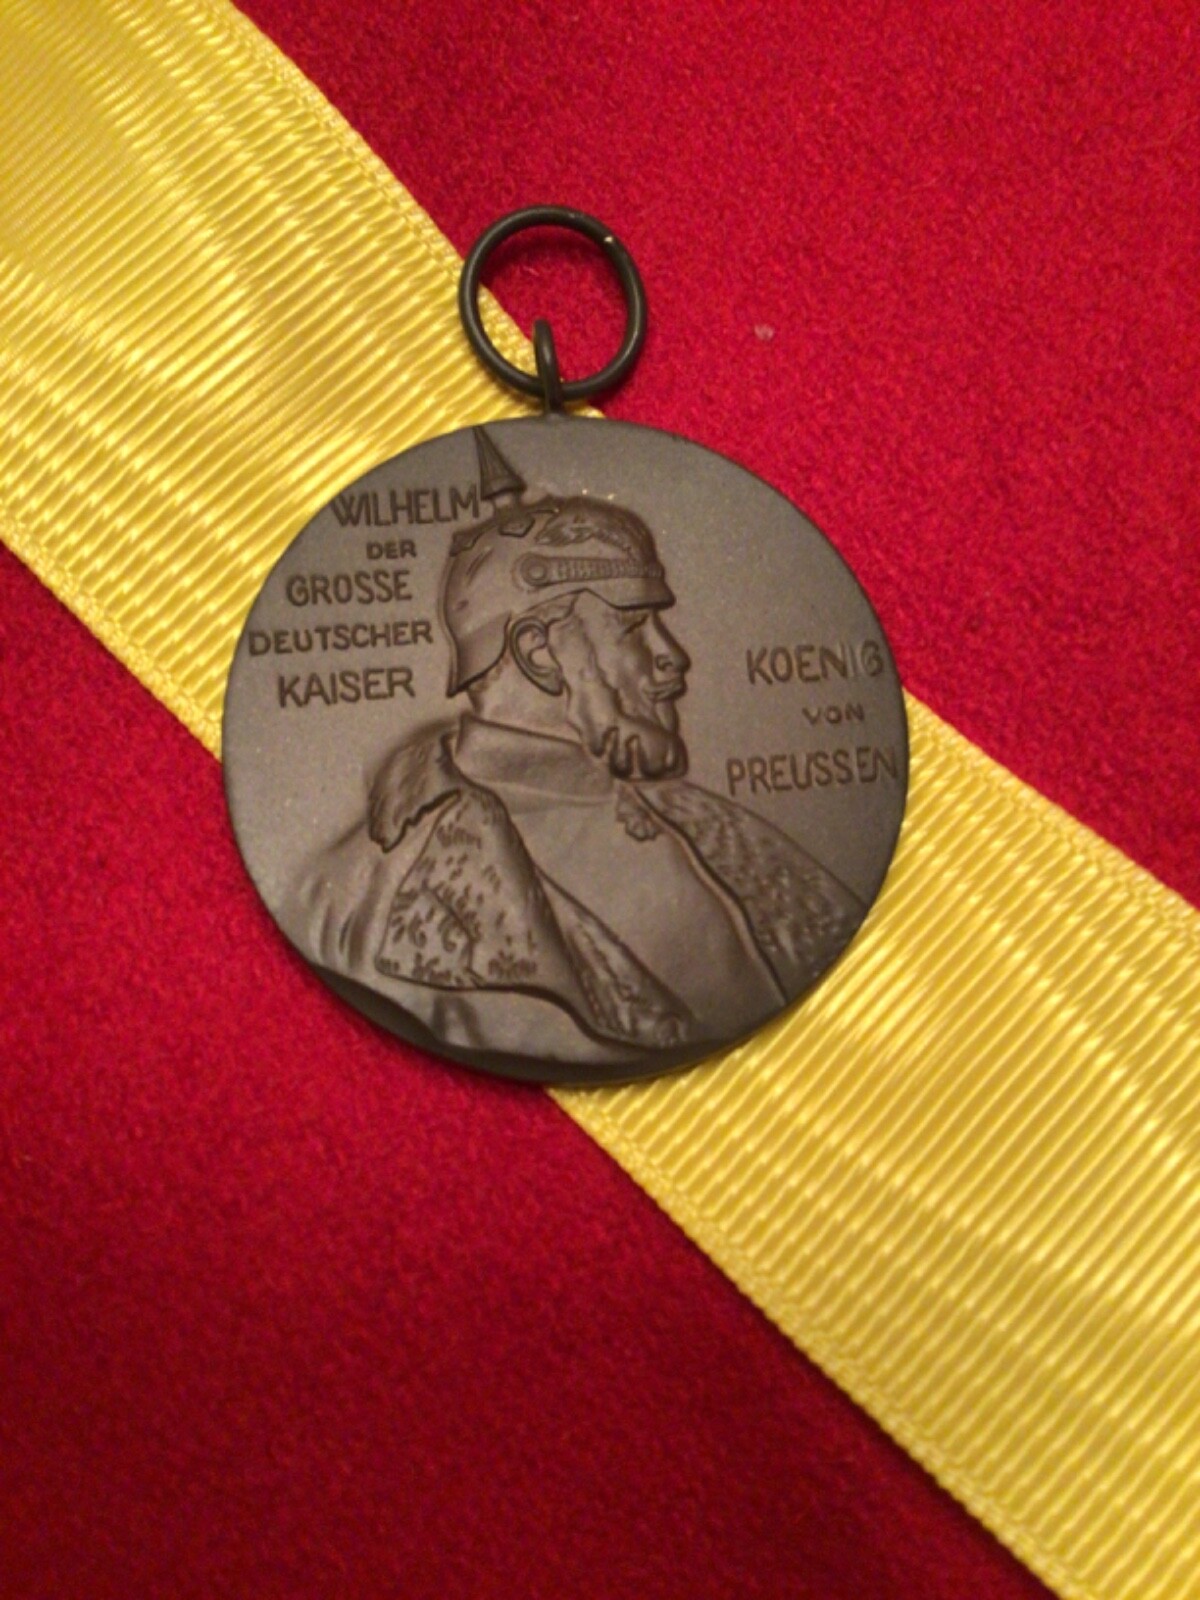 WILHELM
DER
GROSSE
DEUTSCHER
KAISER
KOENIG
VON
PREUSSEN